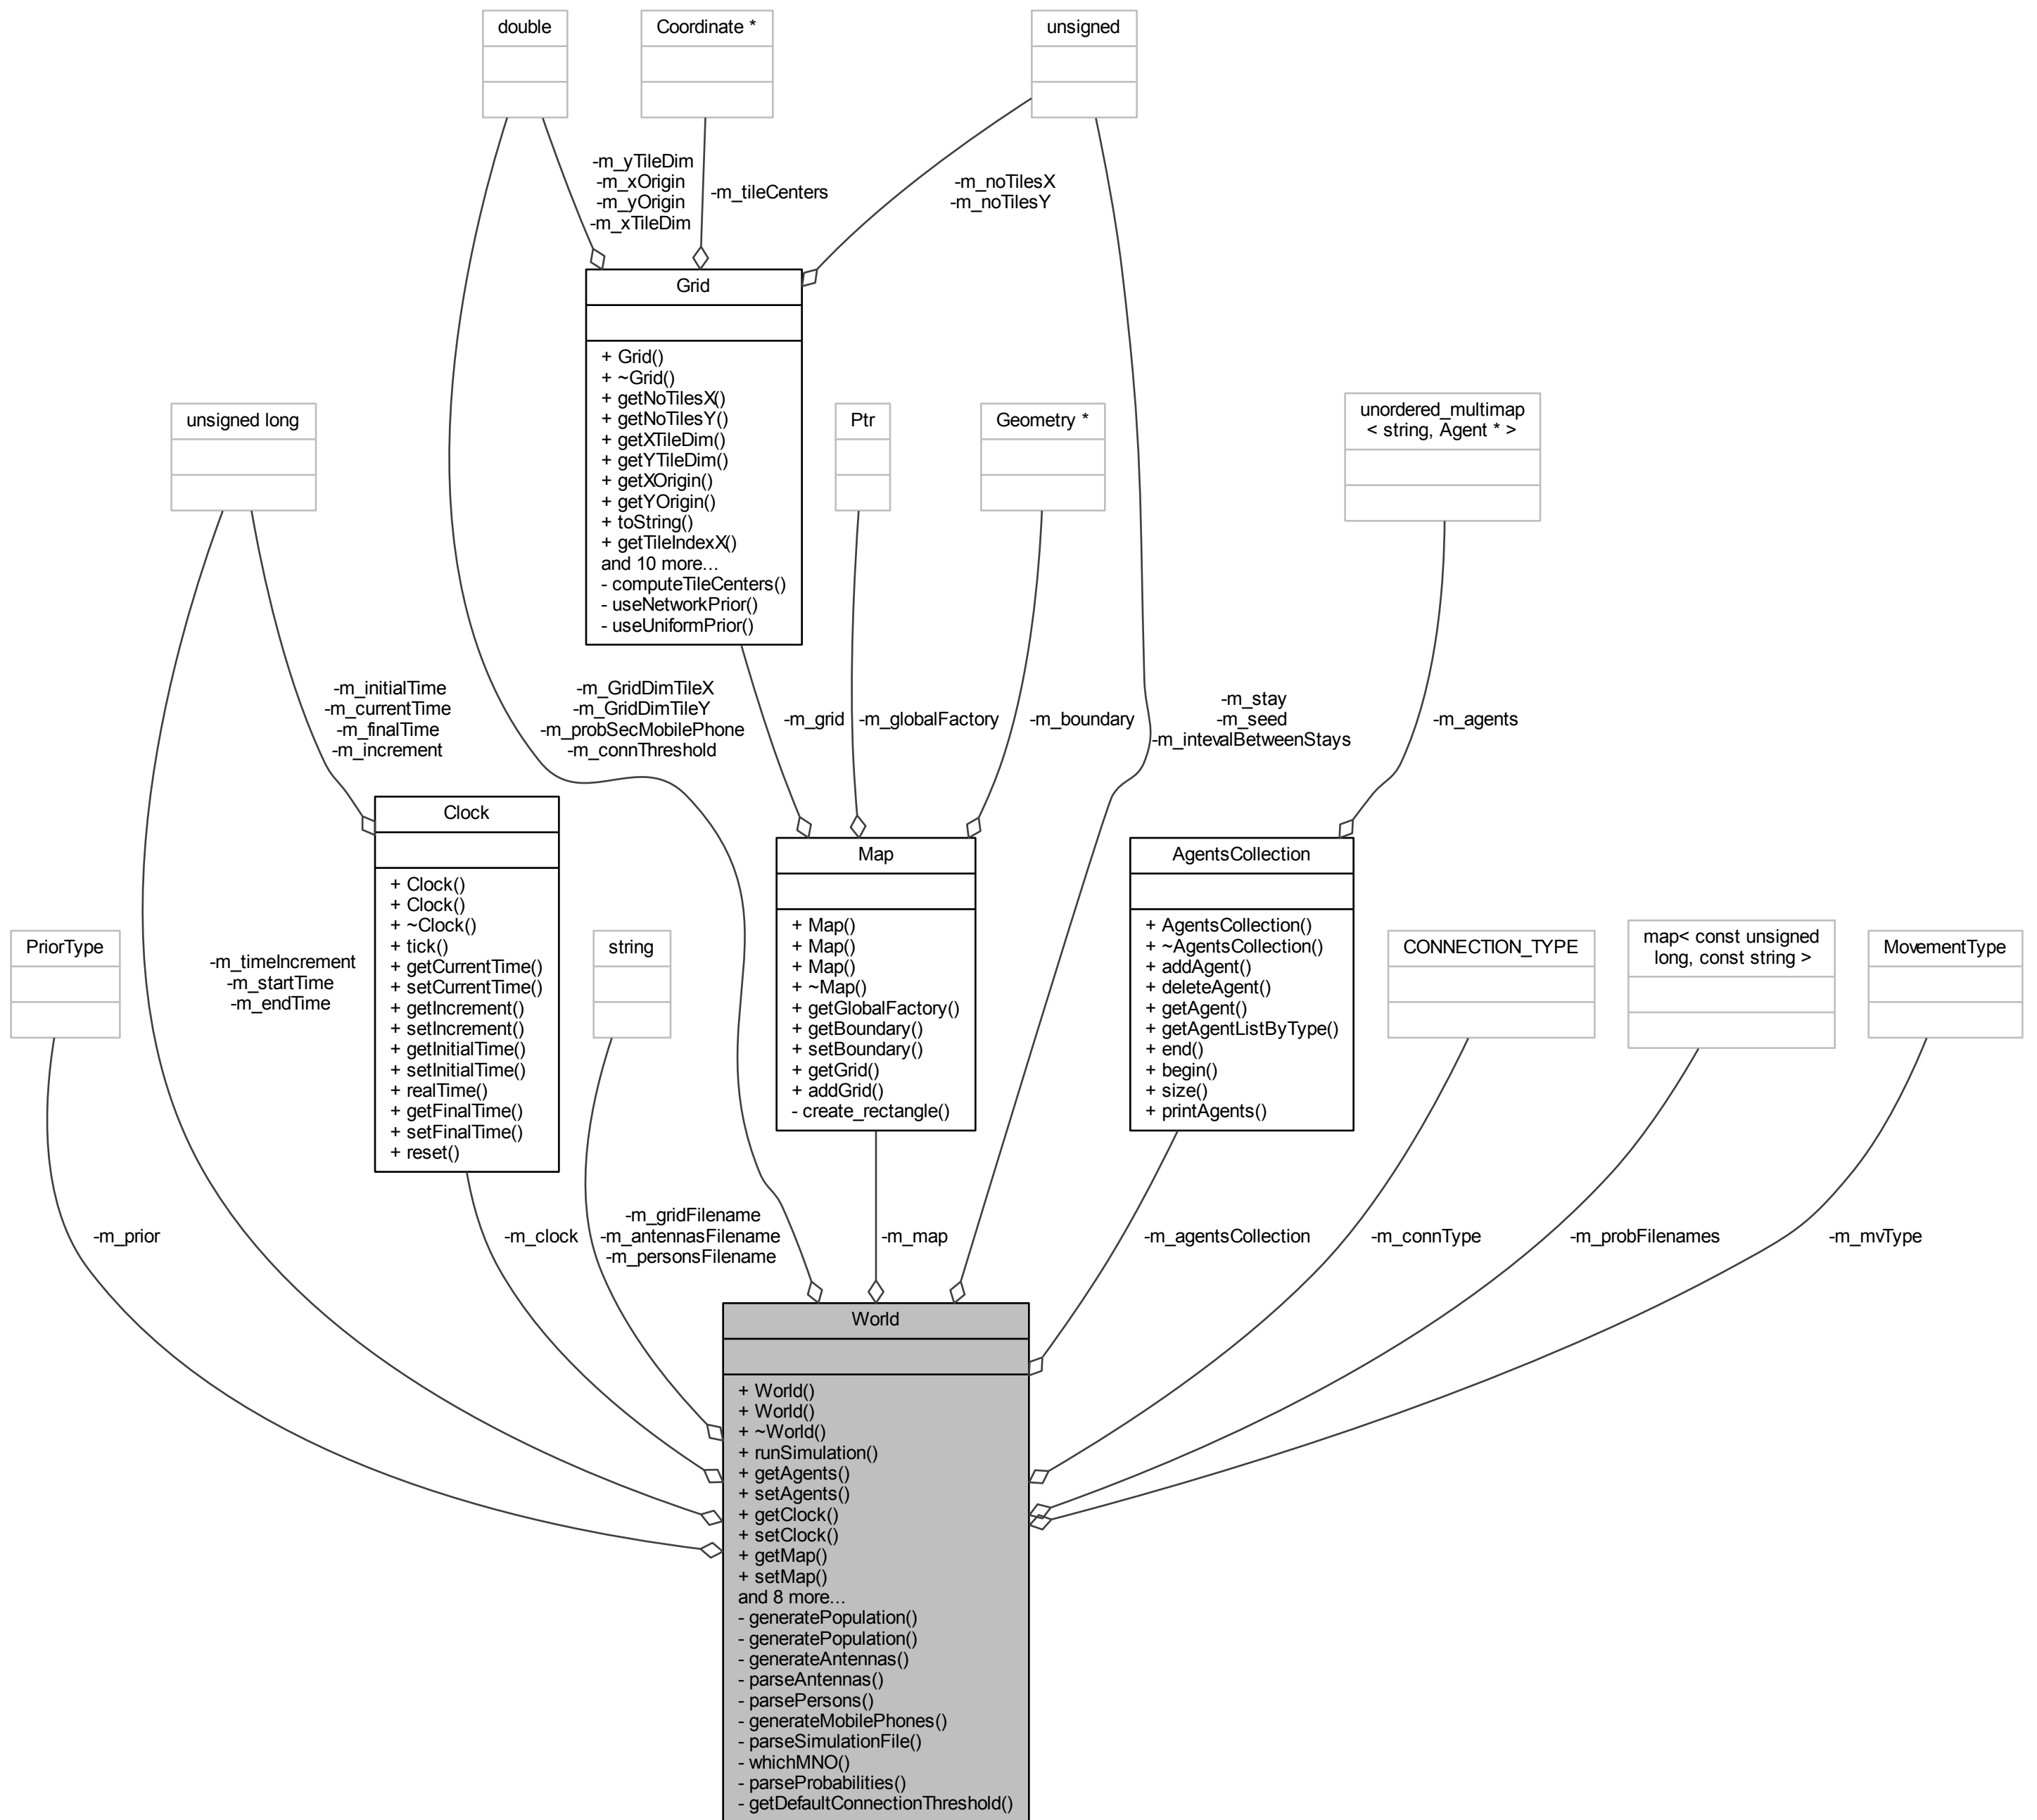 double
Coordinate *
unsigned
-m_yTileDim
-m_xOrigin
-m_yOrigin
-m_xTileDim
-m_tileCenters
-m_noTilesX
-m_noTilesY
Grid
+ Grid()
+ ~Grid()
+ getNoTilesX()
+ getNoTilesY()
+ getXTileDim()
+ getYTileDim()
+ getXOrigin()
+ getYOrigin()
+ toString()
+ getTileIndexX()
and 10 more...
- computeTileCenters()
- useNetworkPrior()
- useUniformPrior()
unsigned long
Ptr
Geometry *
unordered_multimap
< string, Agent * >
-m_initialTime
-m_currentTime
-m_finalTime
-m_increment
-m_GridDimTileX
-m_GridDimTileY
-m_probSecMobilePhone
-m_connThreshold
-m_grid
-m_globalFactory
-m_boundary
-m_stay
-m_seed
-m_intevalBetweenStays
-m_agents
Clock
+ Clock()
+ Clock()
+ ~Clock()
+ tick()
+ getCurrentTime()
+ setCurrentTime()
+ getIncrement()
+ setIncrement()
+ getInitialTime()
+ setInitialTime()
+ realTime()
+ getFinalTime()
+ setFinalTime()
+ reset()
Map
+ Map()
+ Map()
+ Map()
+ ~Map()
+ getGlobalFactory()
+ getBoundary()
+ setBoundary()
+ getGrid()
+ addGrid()
- create_rectangle()
AgentsCollection
+ AgentsCollection()
+ ~AgentsCollection()
+ addAgent()
+ deleteAgent()
+ getAgent()
+ getAgentListByType()
+ end()
+ begin()
+ size()
+ printAgents()
PriorType
-m_timeIncrement
-m_startTime
-m_endTime
string
CONNECTION_TYPE
map< const unsigned
long, const string >
MovementType
-m_prior
-m_clock
-m_gridFilename
-m_antennasFilename
-m_personsFilename
-m_map
-m_agentsCollection
-m_connType
-m_probFilenames
-m_mvType
World
+ World()
+ World()
+ ~World()
+ runSimulation()
+ getAgents()
+ setAgents()
+ getClock()
+ setClock()
+ getMap()
+ setMap()
and 8 more...
- generatePopulation()
- generatePopulation()
- generateAntennas()
- parseAntennas()
- parsePersons()
- generateMobilePhones()
- parseSimulationFile()
- whichMNO()
- parseProbabilities()
- getDefaultConnectionThreshold()